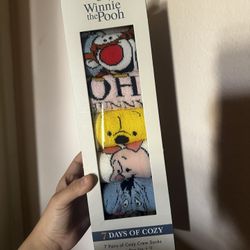 Winnie
the Pooh
OH
7 DAYS OF COZY
7 Pairs of Cozy Crew Socks